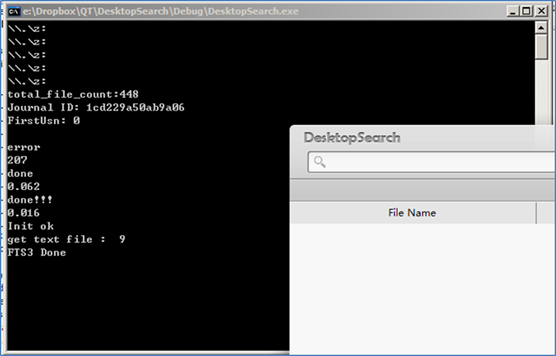 e:\Dropbox\QT\DesktopSearch\Debug\DesktopSearch.exe
\\.\z:
\\.\z:
\\.\z:
\\.\z:
\\.\z:
total_file_count:448
Journal ID: 1cd229a50ab9a06
FirstUsn: 0
error
207
done
0.062
done!!!
0.016
Init ok
get text file :  9
FTS3 Done
DesktopSearch
File Name